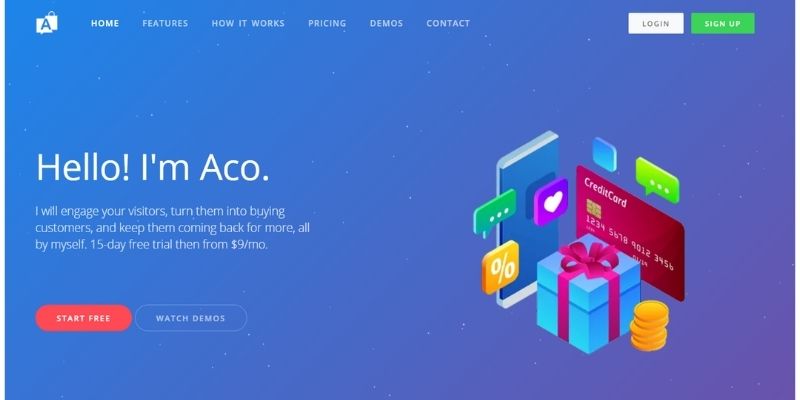 A
HOME FEATURES HOW IT WORKS PRICING DEMOS CONTACT LOGIN SIGN UP
Hello! I'm Aco.
I will engage your visitors, turn them into buying
customers, and keep them coming back for more, all
by myself. 15-day free trial then from $9/mo.
START FREE WATCH DEMOS
CreditCard
1234 5678 9012 3456
%